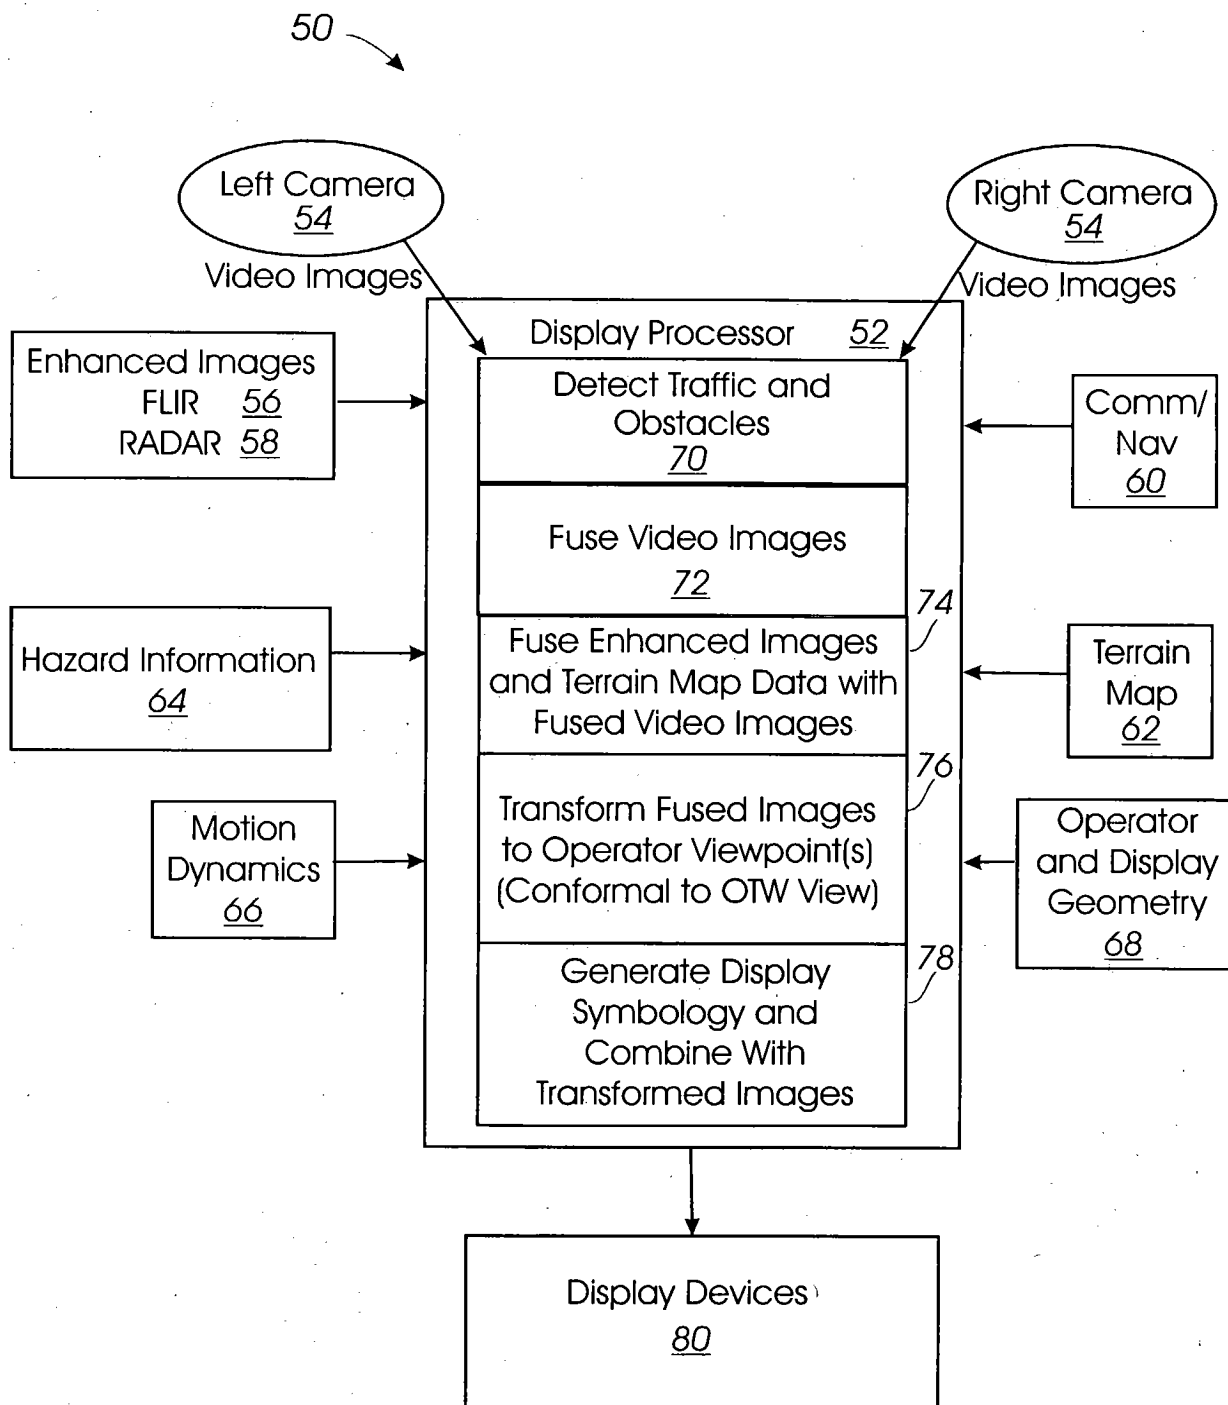 50
Left Camera
54
Video Images
Right Camera
54
Video Images
Display Processor 52
Enhanced Images
FLIR 56
RADAR 58
Detect Traffic and
Obstacles
70
Comm/
Nav
60
Fuse Video Images
72
74
Hazard Information
64
Fuse Enhanced Images
and Terrain Map Data with
Fused Video Images
Terrain
Map
62
76
Motion
Dynamics
66
Transform Fused Images
to Operator Viewpoint(s)
(Conformal to OTW View)
Operator
and Display
Geometry
68
78
Generate Display
Symbology and
Combine With
Transformed Images
Display Devices
80